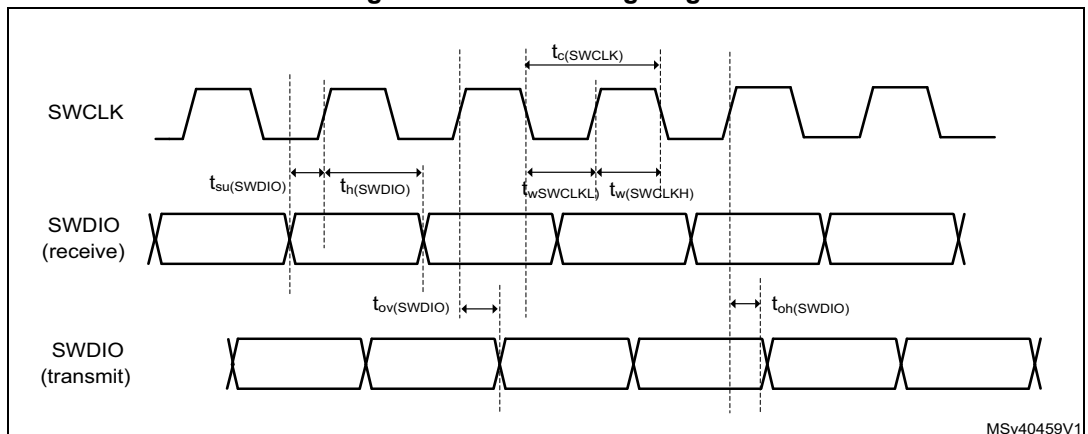 tc(SWCLK)
SWCLK
tsu(SWDIO) th(SWDIO) twSWCLKL) tw(SWCLKH)
SWDIO
(receive)
tov(SWDIO) toh(SWDIO)
SWDIO
(transmit)
MSv40459V1